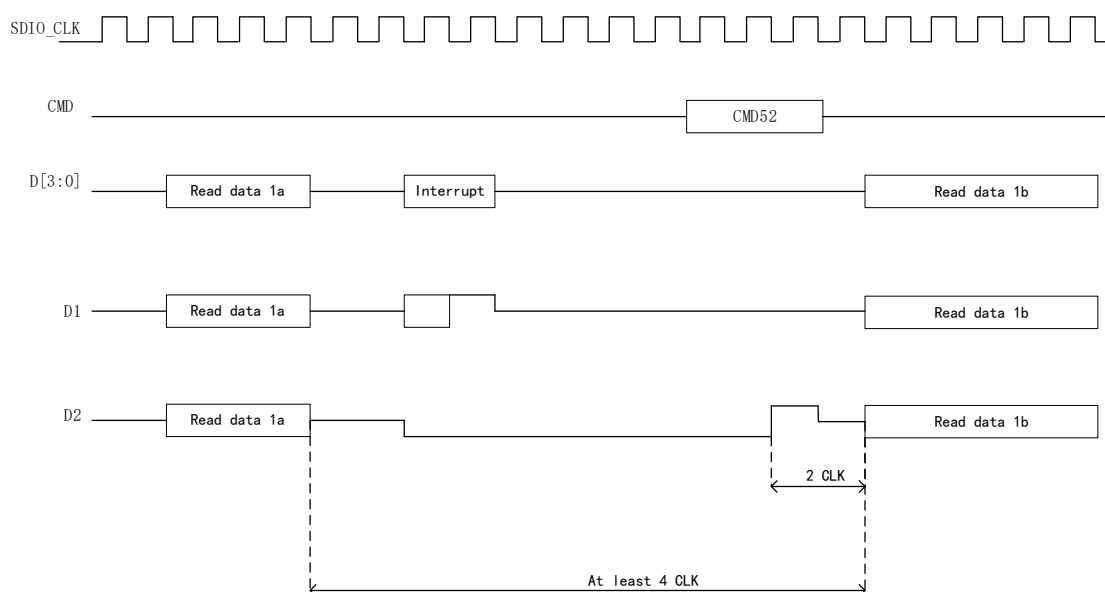 SDIO_CLK
CMD
CMD52
D[3:0]
Read data 1a
Interrupt
Read data 1b
D1
Read data 1a
Read data 1b
D2
Read data 1a
Read data 1b
2 CLK
At least 4 CLK